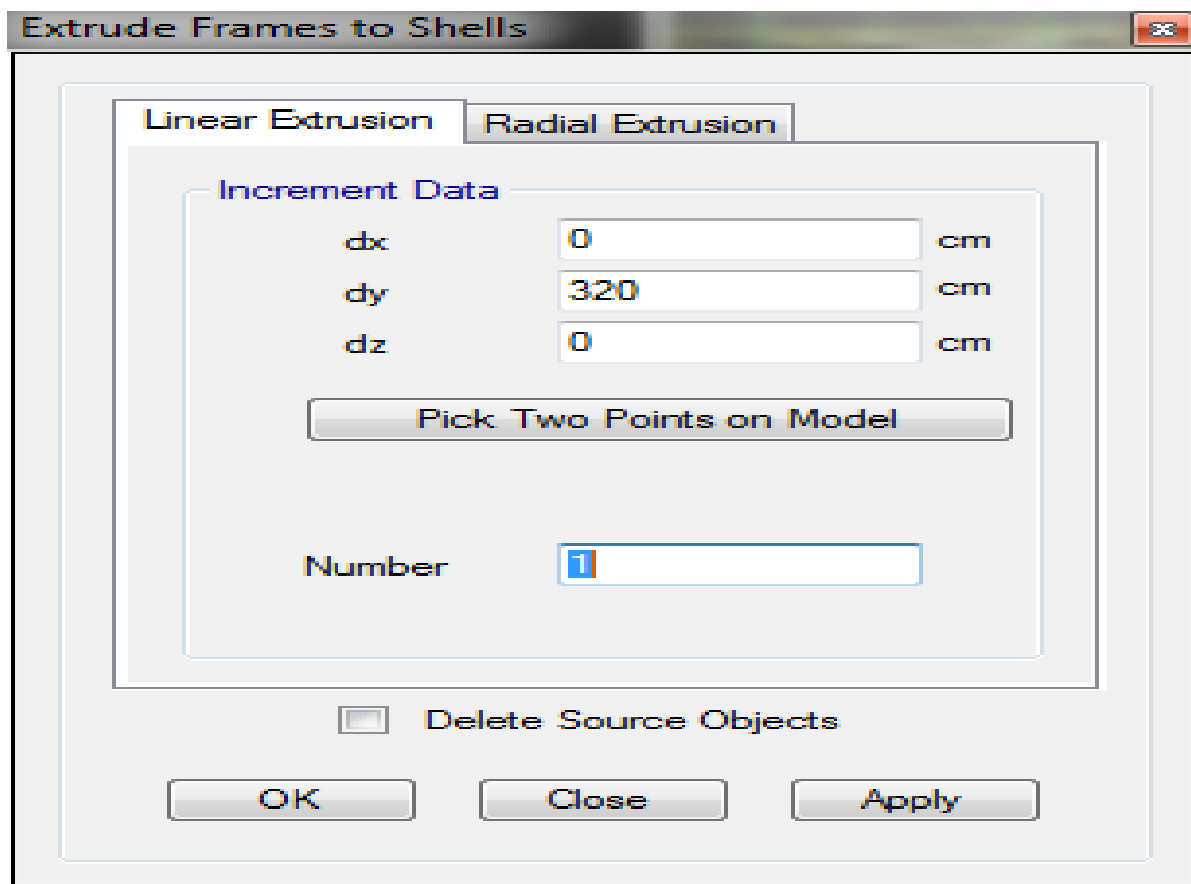 Extrude Frames to Shells
Linear Extrusion Radial Extrusion
Increment Data
dx 0 cm
dy 320 cm
dz 0 cm
Pick Two Points on Model
Number 1
Delete Source Objects
OK Close Apply